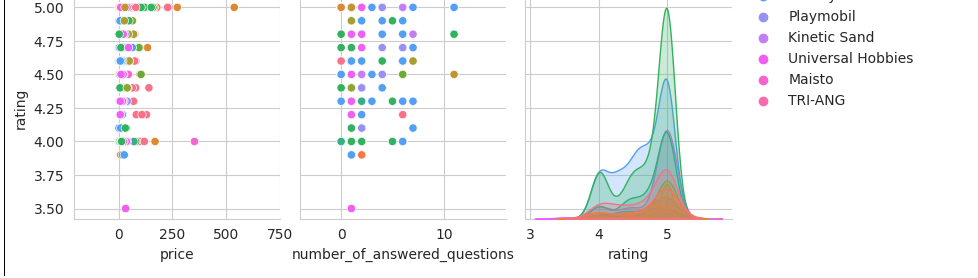 5.00
4.75
4.50
4.25
4.00
3.75
3.50
rating
0 250 500 750
price
0 10
number_of_answered_questions
3 4 5
rating
Playmobil
Kinetic Sand
Universal Hobbies
Maisto
TRI-ANG